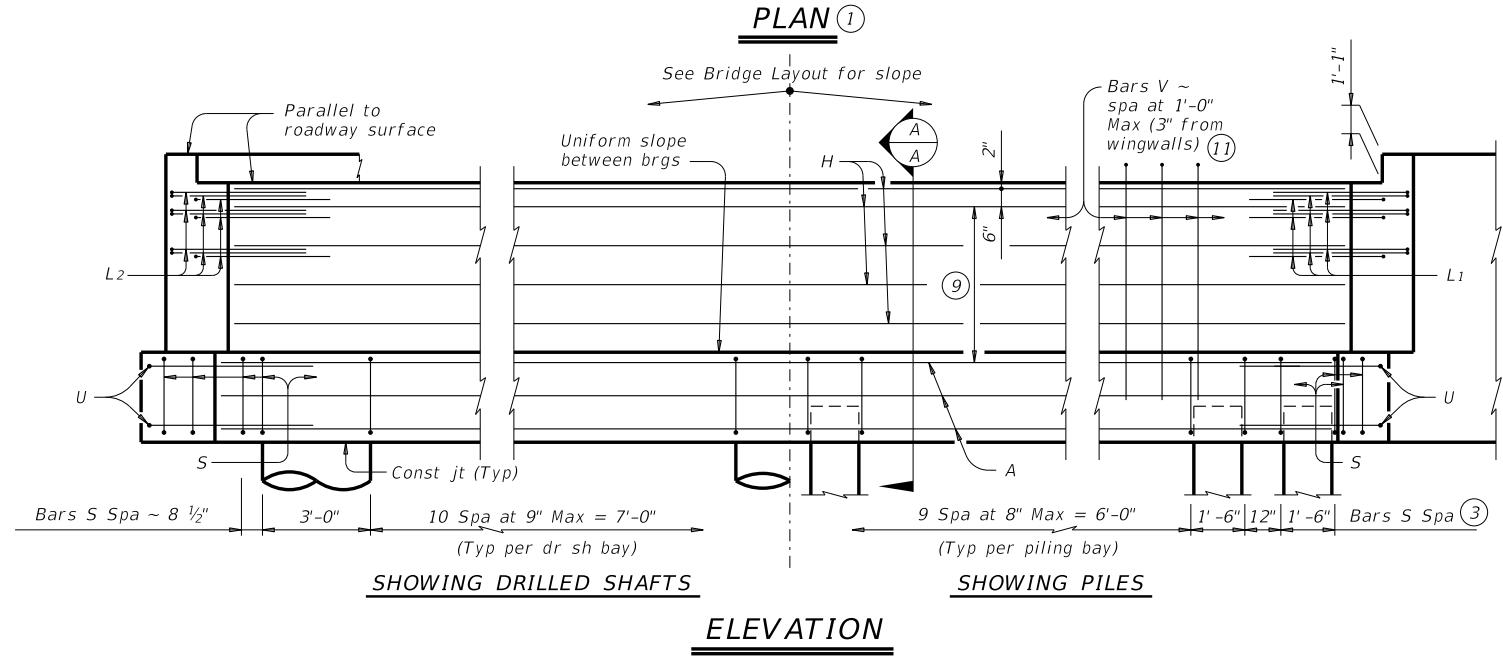 PLAN 1
See Bridge Layout for slope
Parallel to
roadway surface
Uniform slope
between brgs
H
A
A
2"
6"
9
Bars V ~
spa at 1'-0"
Max (3" from
wingwalls) 11
1'-1"
L2
L1
U
U
S
Const jt (Typ)
A
S
Bars S Spa ~ 8 ½"
3'-0"
10 Spa at 9" Max = 7'-0"
(Typ per dr sh bay)
9 Spa at 8" Max = 6'-0"
(Typ per piling bay)
1'-6"
12"
1'-6"
Bars S Spa 3
SHOWING DRILLED SHAFTS
SHOWING PILES
ELEVATION